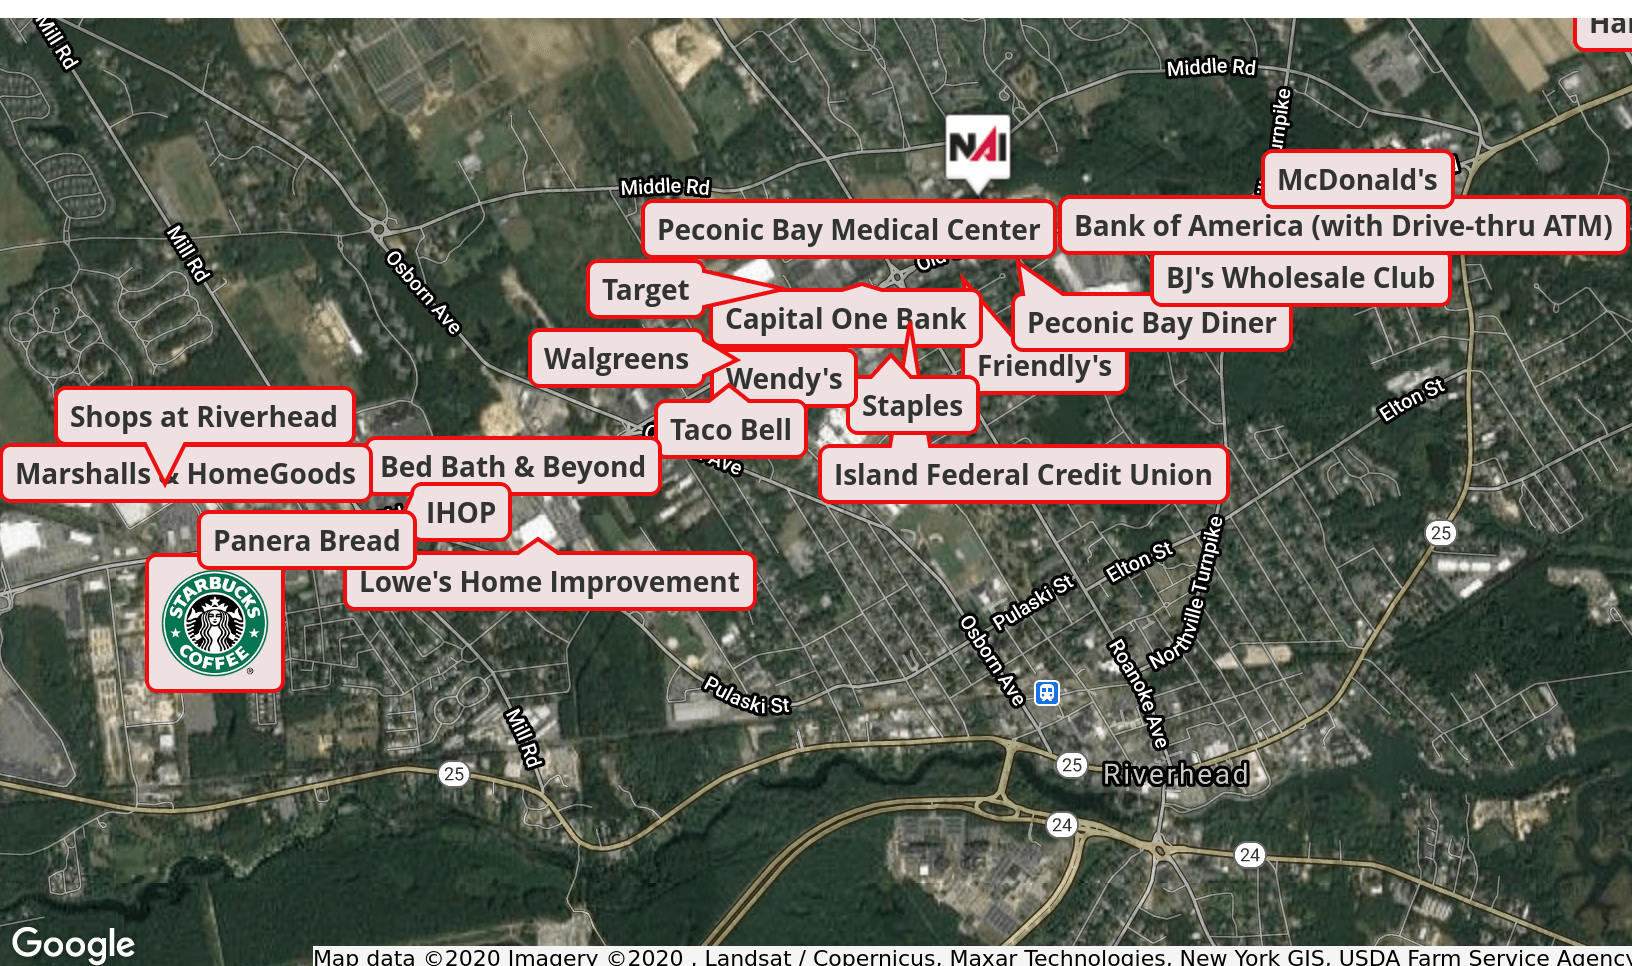 Mill Rd
Middle Rd
NAI
McDonald's
Middle Rd
Peconic Bay Medical Center
Bank of America (with Drive-thru ATM)
Mill Rd
Osborn Ave
Target
BJ's Wholesale Club
Capital One Bank
Peconic Bay Diner
Walgreens
Wendy's
Friendly's
Staples
Elton St
Shops at Riverhead
Taco Bell
Marshalls & HomeGoods
Bed Bath & Beyond
Ave
Island Federal Credit Union
IHOP
Panera Bread
25
Lowe's Home Improvement
Elton St
Northville Turnpike
Pulaski St
STARBUCKS
COFFEE
®
Osborn Ave
Roanoke Ave
Pulaski St
Mill Rd
25
25
Riverhead
24
24
Google
Map data ©2020 Imagery ©2020 , Landsat / Copernicus, Maxar Technologies, New York GIS, USDA Farm Service Agency